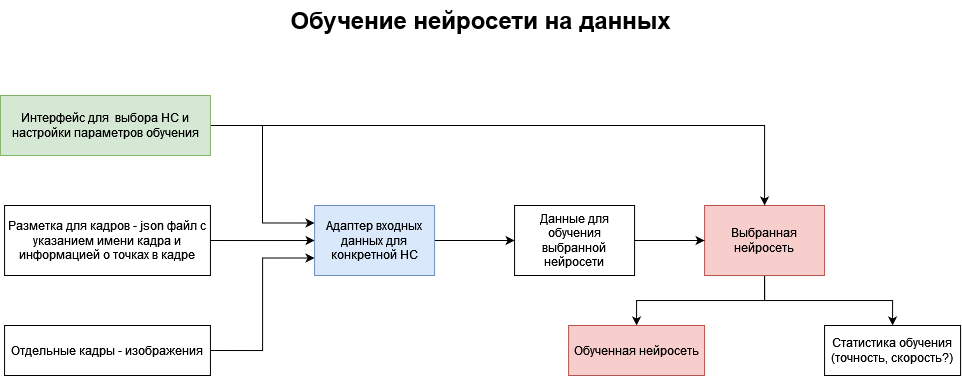 Обучение нейросети на данных
Интерфейс для выбора НС и
настройки параметров обучения
Разметка для кадров - json файл с
указанием имени кадра и
информацией о точках в кадре
Адаптер входных
данных для
конкретной НС
Данные для
обучения
выбранной
нейросети
Выбранная
нейросеть
Отдельные кадры - изображения
Обученная нейросеть
Статистика обучения
(точность, скорость?)